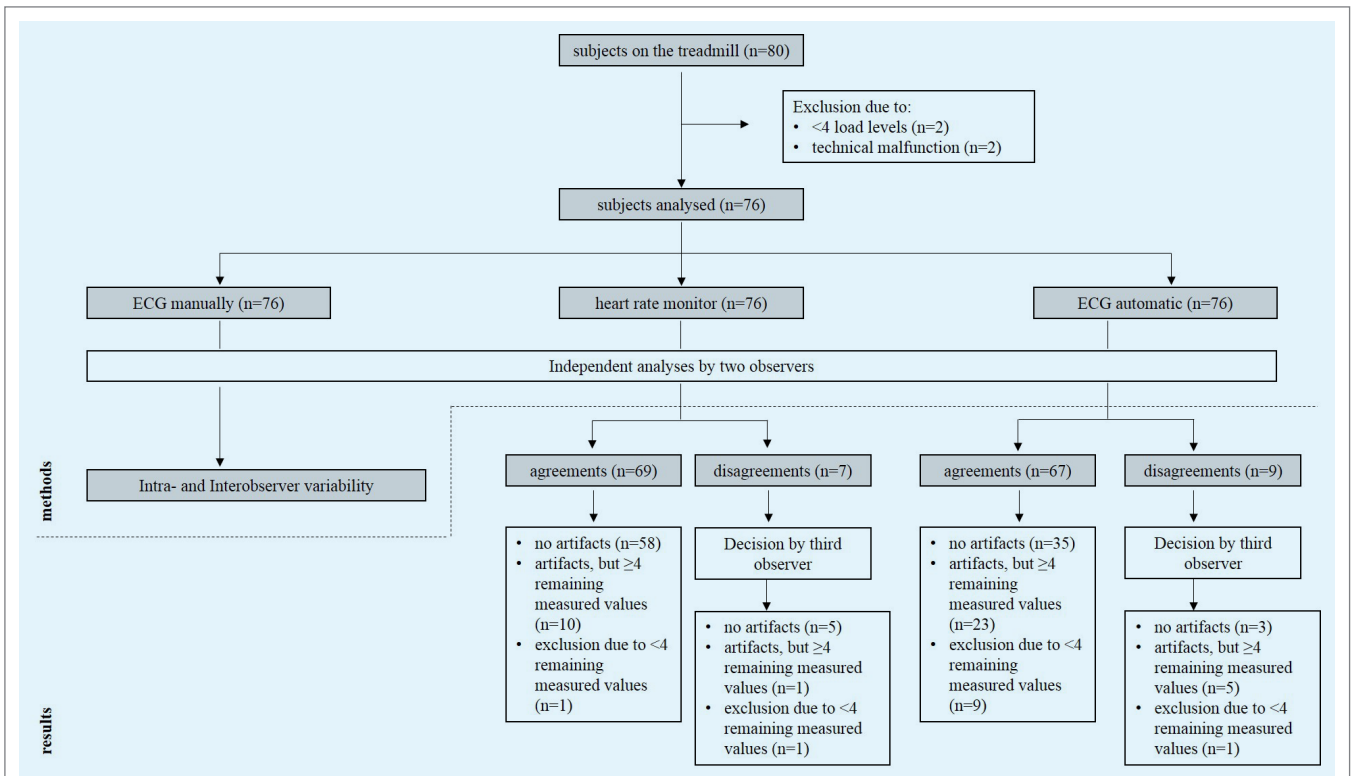 subjects on the treadmill (n=80)
Exclusion due to:
• <4 load levels (n=2)
• technical malfunction (n=2)
subjects analysed (n=76)
ECG manually (n=76)
heart rate monitor (n=76)
ECG automatic (n=76)
Independent analyses by two observers
methods
Intra- and Interobserver variability
agreements (n=69)
disagreements (n=7)
agreements (n=67)
disagreements (n=9)
results
• no artifacts (n=58)
• artifacts, but ≥4
remaining
measured values
(n=10)
• exclusion due to <4
remaining
measured values
(n=1)
Decision by third
observer
• no artifacts (n=5)
• artifacts, but ≥4
remaining measured
values (n=1)
• exclusion due to <4
remaining measured
values (n=1)
• no artifacts (n=35)
• artifacts, but ≥4
remaining
measured values
(n=23)
• exclusion due to <4
remaining
measured values
(n=9)
Decision by third
observer
• no artifacts (n=3)
• artifacts, but ≥4
remaining measured
values (n=5)
• exclusion due to <4
remaining measured
values (n=1)